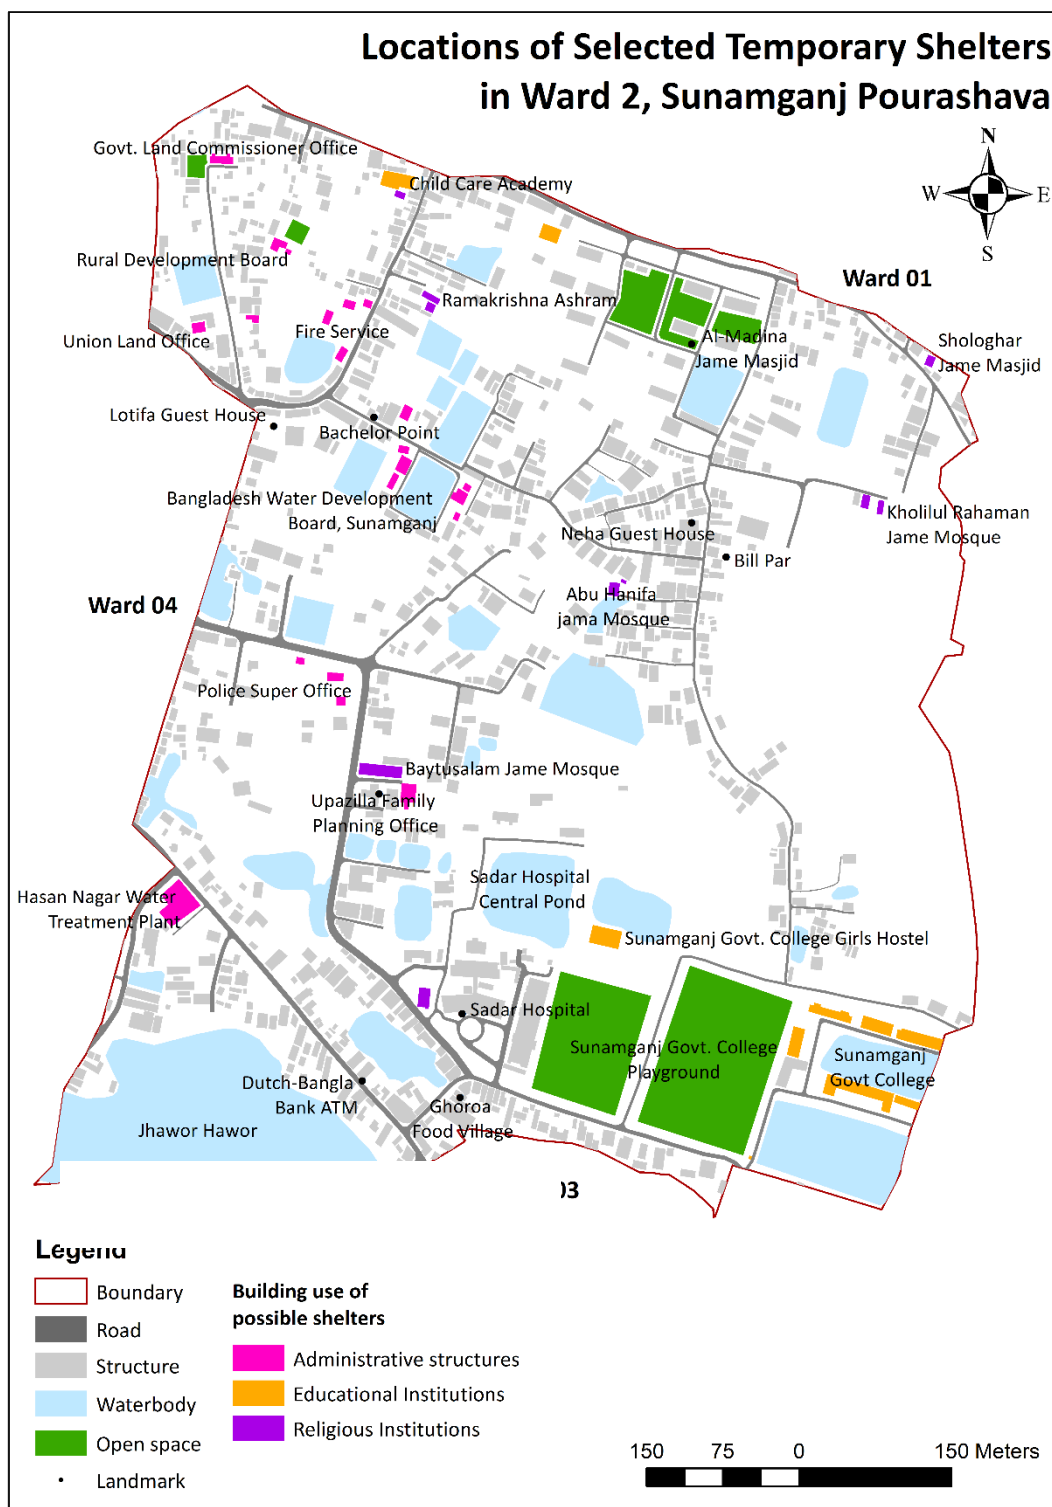 Locations of Selected Temporary Shelters
in Ward 2, Sunamganj Pourashava
N
W
E
S
Govt. Land Commissioner Office
Child Care Academy
Rural Development Board
Ward 01
Ramakrishna Ashram
Union Land Office
Fire Service
Al-Madina
Jame Masjid
Shologhar
Jame Masjid
Lotifa Guest House
Bachelor Point
Bangladesh Water Development
Board, Sunamganj
Kholilul Rahaman
Jame Mosque
Neha Guest House
Bill Par
Ward 04
Abu Hanifa
jama Mosque
Police Super Office
Baytusalam Jame Mosque
Upazilla Family
Planning Office
Sadar Hospital
Central Pond
Hasan Nagar Water
Treatment Plant
Sunamganj Govt. College Girls Hostel
Sadar Hospital
Sunamganj Govt. College
Playground
Sunamganj
Govt College
Dutch-Bangla
Bank ATM
Ghoroa
Food Village
Jhawor Hawor
03
Legend
Boundary
Road
Structure
Waterbody
Open space
Landmark
Building use of
possible shelters
Administrative structures
Educational Institutions
Religious Institutions
150 75 0 150 Meters